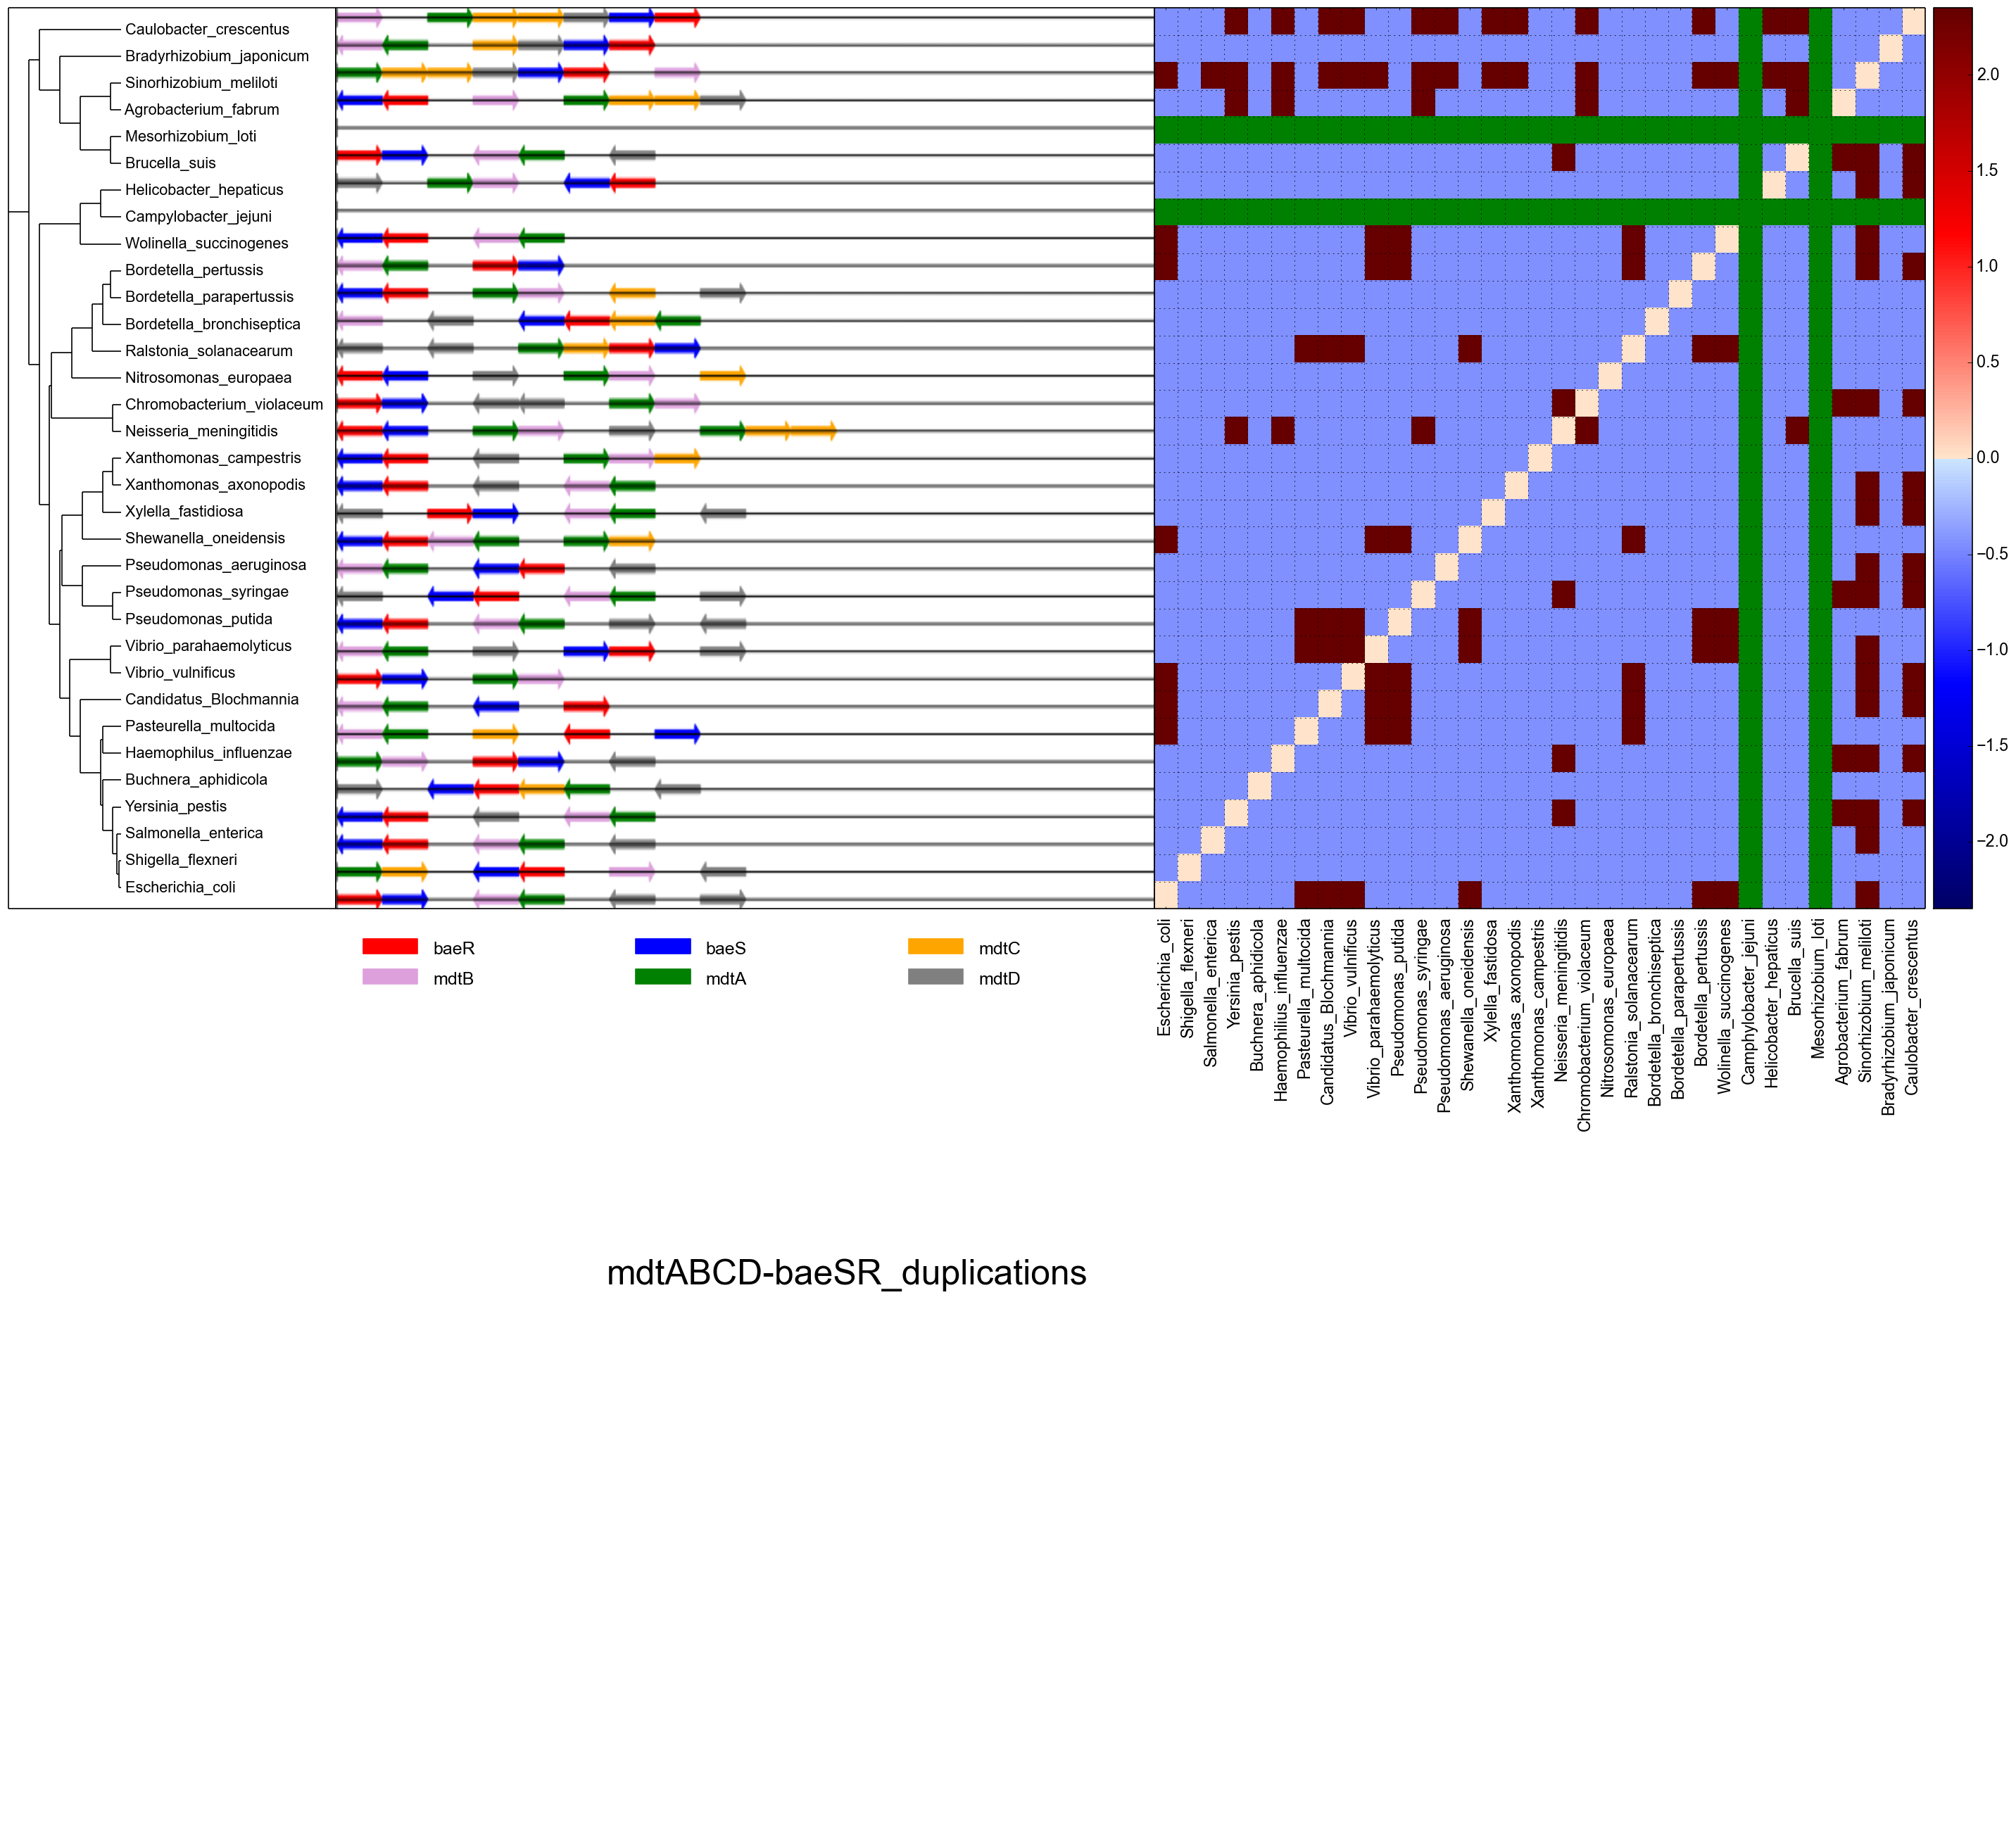 Caulobacter_crescentus
Bradyrhizobium_japonicum
Sinorhizobium_meliloti
Agrobacterium_fabrum
Mesorhizobium_loti
Brucella_suis
Helicobacter_hepaticus
Campylobacter_jejuni
Wolinella_succinogenes
Bordetella_pertussis
Bordetella_parapertussis
Bordetella_bronchiseptica
Ralstonia_solanacearum
Nitrosomonas_europaea
Chromobacterium_violaceum
Neisseria_meningitidis
Xanthomonas_campestris
Xanthomonas_axonopodis
Xylella_fastidiosa
Shewanella_oneidensis
Pseudomonas_aeruginosa
Pseudomonas_syringae
Pseudomonas_putida
Vibrio_parahaemolyticus
Vibrio_vulnificus
Candidatus_Blochmannia
Pasteurella_multocida
Haemophilus_influenzae
Buchnera_aphidicola
Yersinia_pestis
Salmonella_enterica
Shigella_flexneri
Escherichia_coli
2.0
1.5
1.0
0.5
0.0
−0.5
−1.0
−1.5
−2.0
Escherichia_coli
Shigella_flexneri
Salmonella_enterica
Yersinia_pestis
Buchnera_aphidicola
Haemophilus_influenzae
Pasteurella_multocida
Candidatus_Blochmannia
Vibrio_vulnificus
Vibrio_parahaemolyticus
Pseudomonas_putida
Pseudomonas_syringae
Pseudomonas_aeruginosa
Shewanella_oneidensis
Xylella_fastidiosa
Xanthomonas_axonopodis
Xanthomonas_campestris
Neisseria_meningitidis
Chromobacterium_violaceum
Nitrosomonas_europaea
Ralstonia_solanacearum
Bordetella_bronchiseptica
Bordetella_parapertussis
Bordetella_pertussis
Wolinella_succinogenes
Camphylobacter_jejuni
Helicobacter_hepaticus
Brucella_suis
Mesorhizobium_loti
Agrobacterium_fabrum
Sinorhizobium_meliloti
Bradyrhizobium_japonicum
Caulobacter_crescentus
baeR baeS mdtC
mdtB mdtA mdtD
mdtABCD-baeSR_duplications